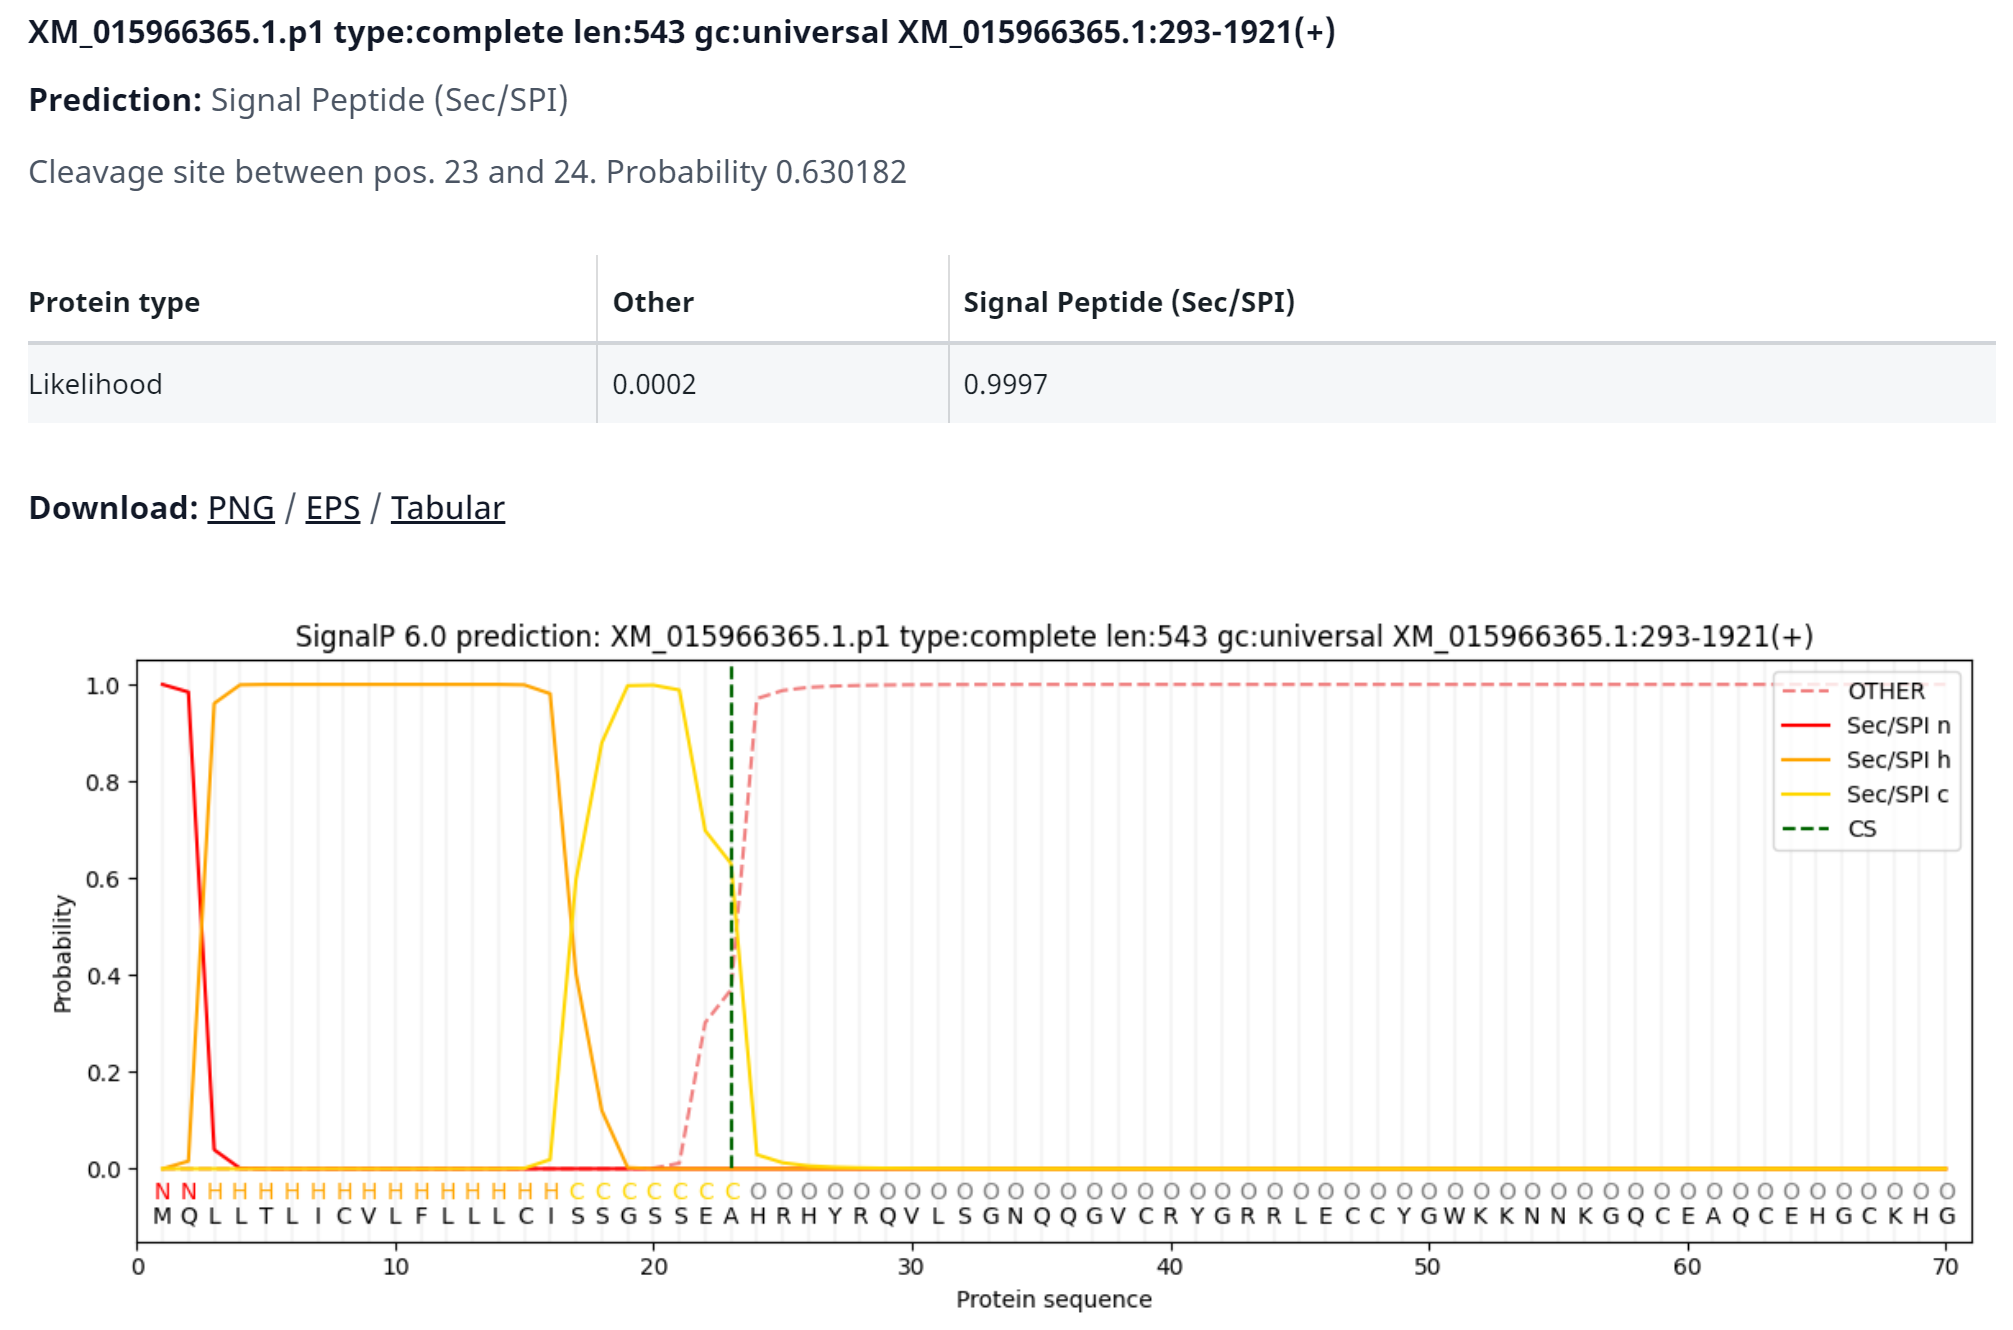 XM_015966365.1.p1 type:complete len:543 gc:universal XM_015966365.1:293-1921(+)
Prediction: Signal Peptide (Sec/SPI)
Cleavage site between pos. 23 and 24. Probability 0.630182
Protein type Other Signal Peptide (Sec/SPI)
Likelihood 0.0002 0.9997
Download: PNG / EPS / Tabular
SignalP 6.0 prediction: XM_015966365.1.p1 type:complete len:543 gc:universal XM_015966365.1:293-1921(+)
1.0
0.8
0.6
0.4
0.2
0.0
Probability
OTHER
Sec/SPI n
Sec/SPI h
Sec/SPI c
CS
N N H H H H H H H H H H H H H H C C C C C C C O O O O O O O O O O O O O O O O O O O O O O O O O O O O O O O O O O O O O O O O O O O O O O O
M Q L L T L I C V L F L L L C I S S G S S E A H R H Y R Q V L S G N Q Q G V C R Y G R R L E C C Y G W K K N N K G Q C E A Q C E H G C K H G
0 10 20 30 40 50 60 70
Protein sequence